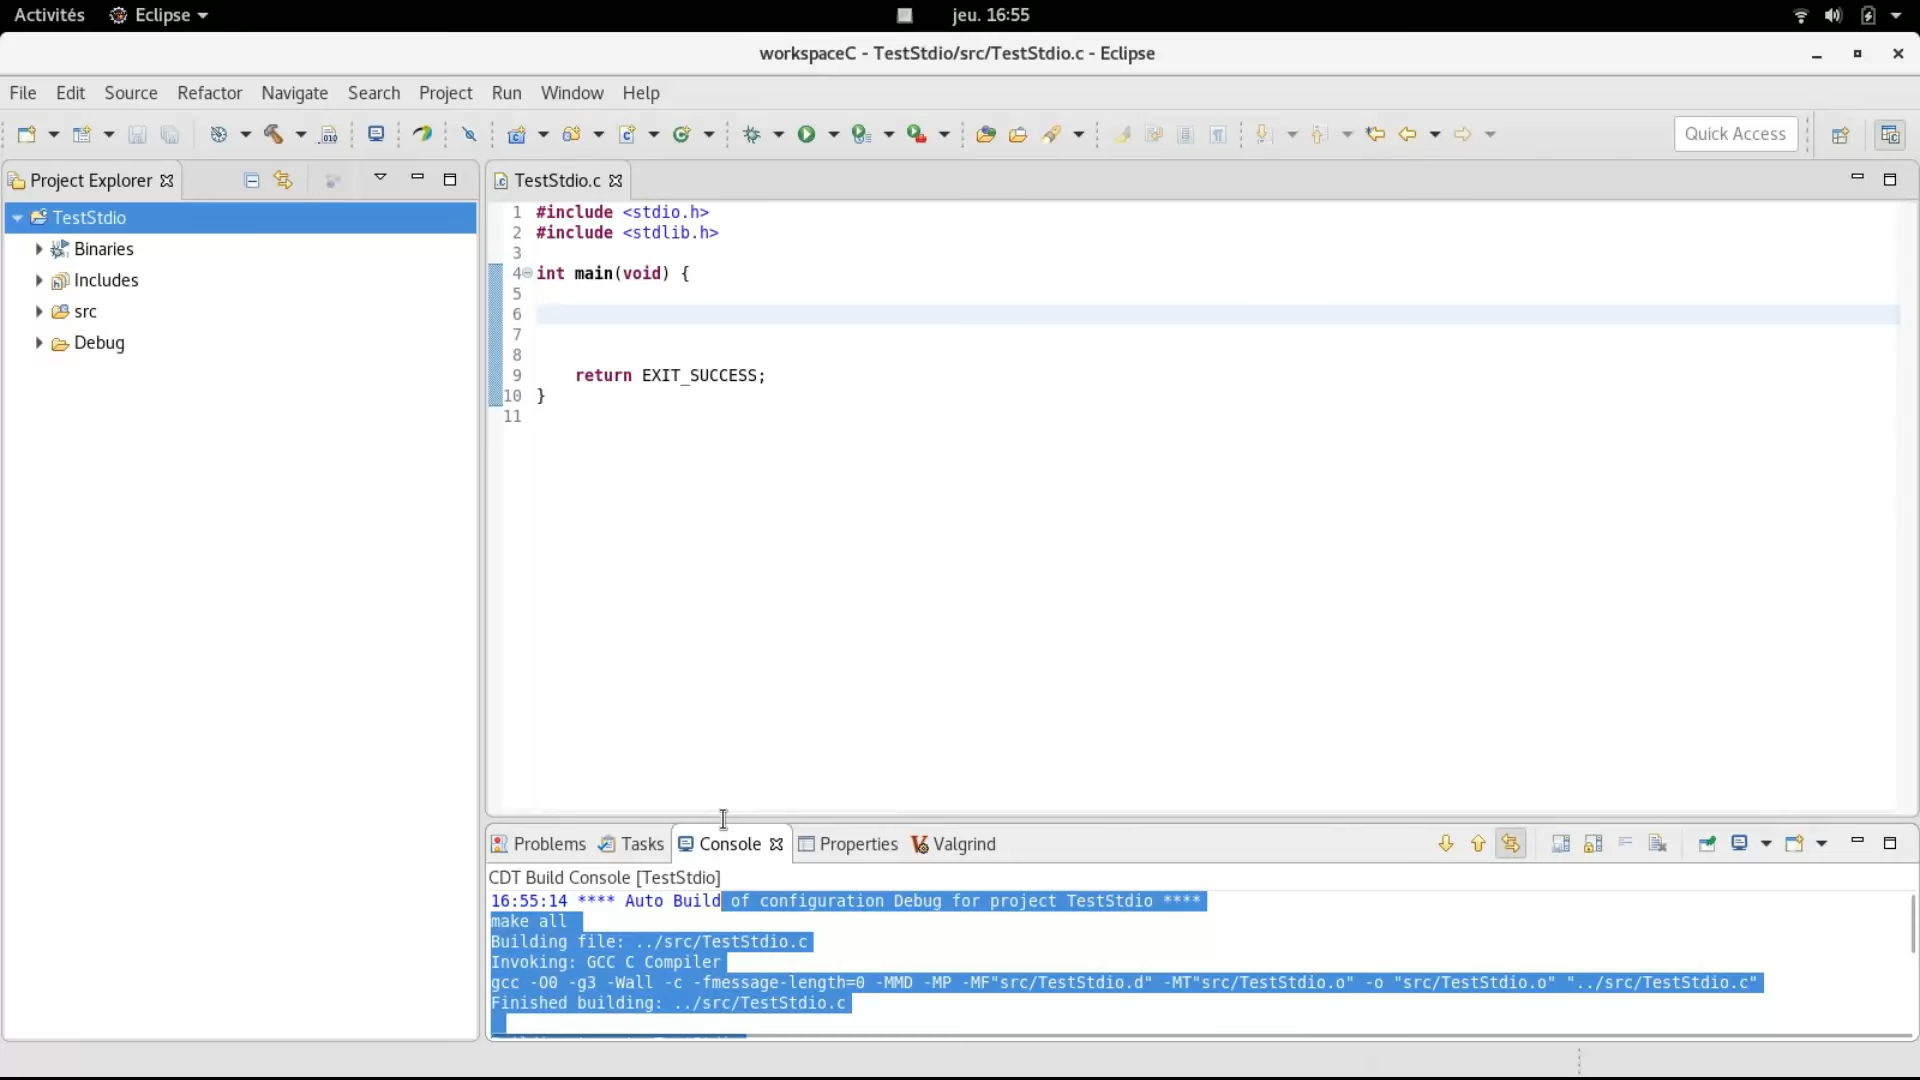 Activités Eclipse jeu. 16:55
workspaceC - TestStdio/src/TestStdio.c - Eclipse
File Edit Source Refactor Navigate Search Project Run Window Help
Quick Access
Project Explorer
TestStdio
Binaries
Includes
src
Debug
TestStdio.c
1 #include <stdio.h>
2 #include <stdlib.h>
3
4 int main(void) {
5
6
7
8
9 return EXIT_SUCCESS;
10 }
11
Problems Tasks Console Properties Valgrind
CDT Build Console [TestStdio]
16:55:14 **** Auto Build of configuration Debug for project TestStdio ****
make all
Building file: ../src/TestStdio.c
Invoking: GCC C Compiler
gcc -O0 -g3 -Wall -c -fmessage-length=0 -MMD -MP -MF"src/TestStdio.d" -MT"src/TestStdio.o" -o "src/TestStdio.o" "../src/TestStdio.c"
Finished building: ../src/TestStdio.c